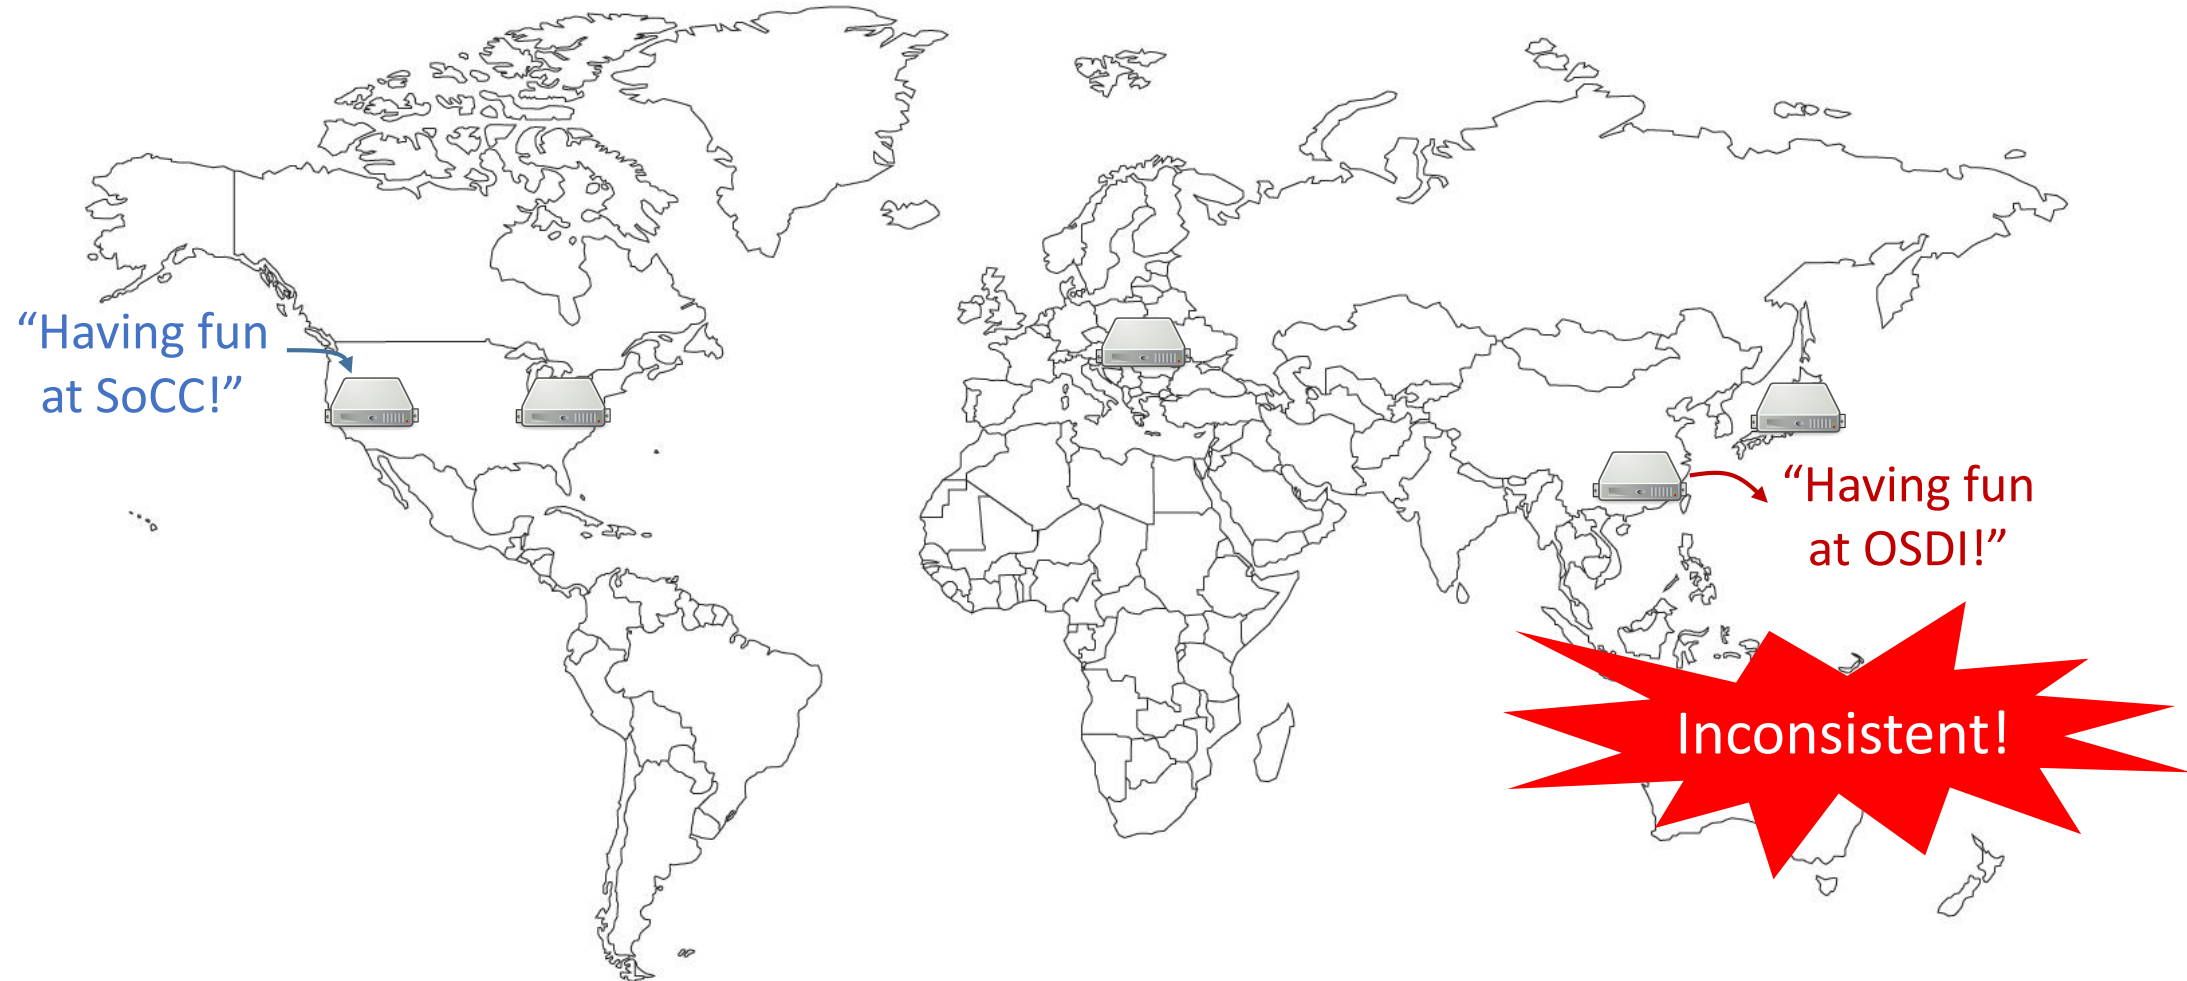 “Having fun
at SoCC!”
“Having fun
at OSDI!”
Inconsistent!